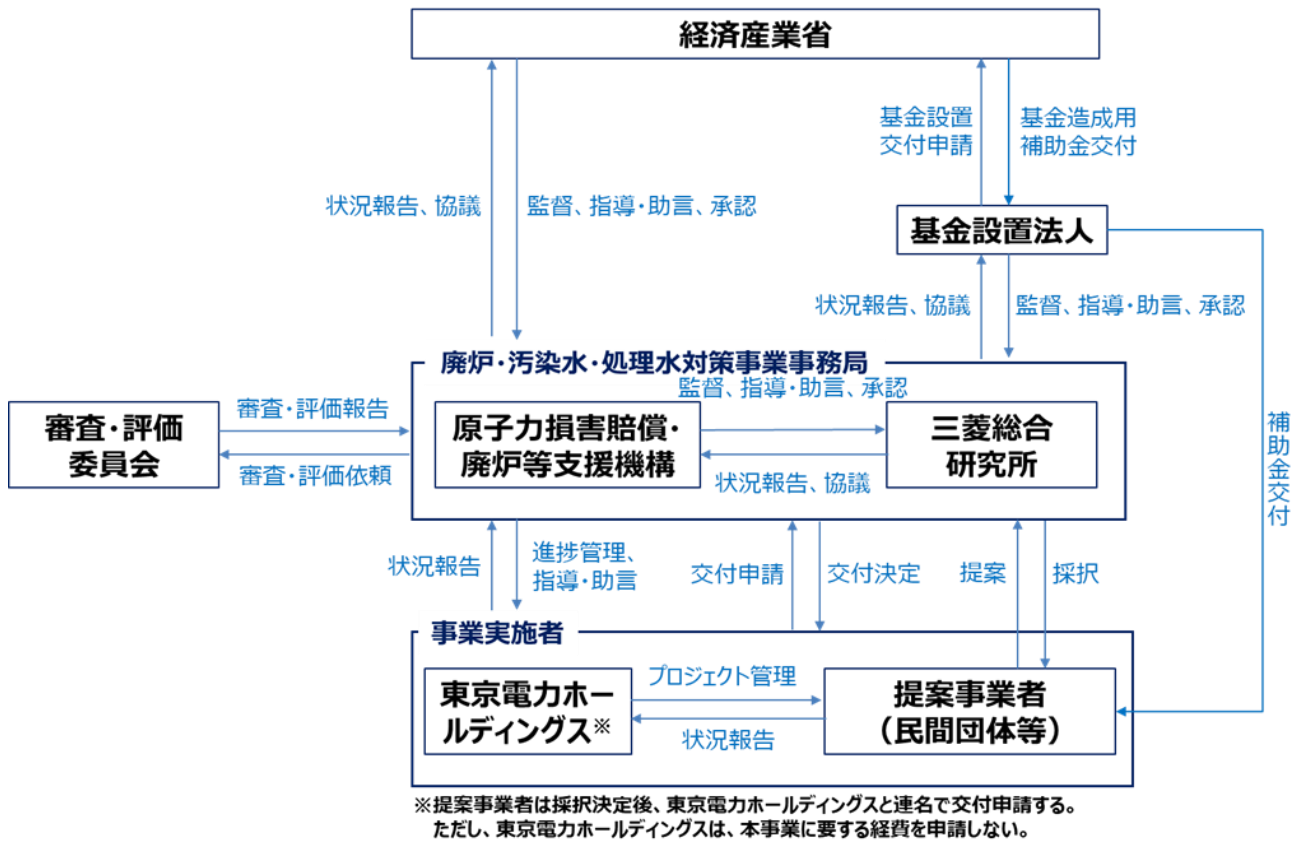 経済産業省
基金設置
交付申請
基金造成用
補助金交付
状況報告、協議
監督、指導・助言、承認
基金設置法人
状況報告、協議
監督、指導・助言、承認
廃炉・汚染水・処理水対策事業事務局
監督、指導・助言、承認
審査・評価
委員会
審査・評価報告
審査・評価依頼
原子力損害賠償・
廃炉等支援機構
三菱総合
研究所
状況報告、協議
補助金交付
状況報告
進捗管理、
指導・助言
交付申請
交付決定
提案
採択
事業実施者
東京電力ホー
ルディングス※
プロジェクト管理
状況報告
提案事業者
（民間団体等）
※提案事業者は採択決定後、東京電力ホールディングスと連名で交付申請する。
ただし、東京電力ホールディングスは、本事業に要する経費を申請しない。